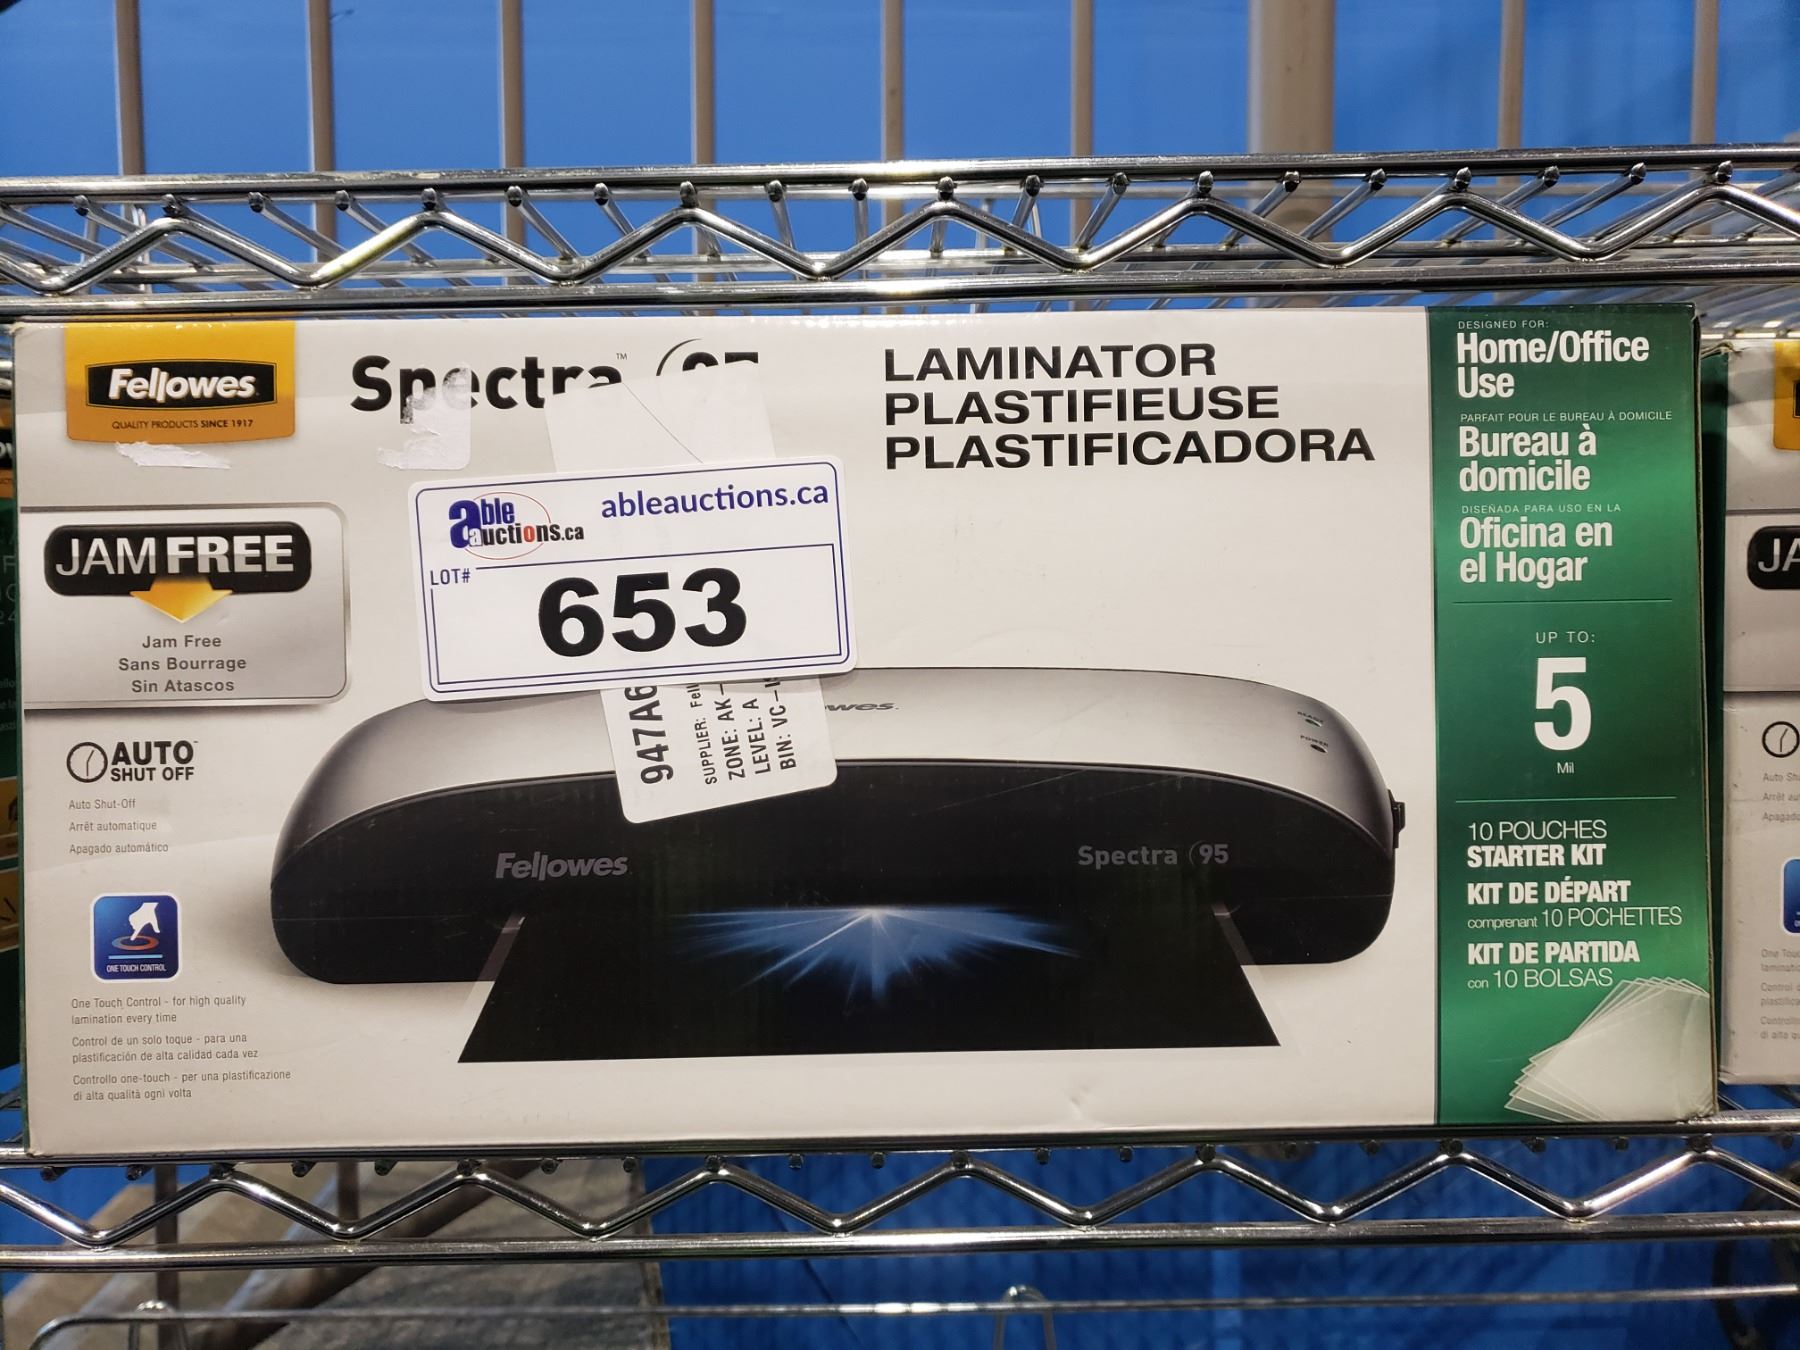 Fellowes
QUALITY PRODUCTS SINCE 1917
Spectra™
LAMINATOR
PLASTIFIEUSE
PLASTIFICADORA
JAM FREE
Jam Free
Sans Bourrage
Sin Atascos
AUTO
SHUT OFF
Auto Shut-Off
Arrêt automatique
Apagado automático
ONE TOUCH CONTROL
One Touch Control - for high quality
lamination every time
Control de un solo toque - para una
plastificación de alta calidad cada vez
Controllo one-touch - per una plastificazione
di alta qualità ogni volta
able auctions.ca
ableauctions.ca
LOT#
653
947A6
SUPPLIER: Fell
ZONE: AK-
LEVEL: A
BIN: VC-
READY
POWER
Fellowes
Spectra 95
DESIGNED FOR:
Home/Office
Use
PARFAIT POUR LE BUREAU À DOMICILE
Bureau à
domicile
DISEÑADA PARA USO EN LA
Oficina en
el Hogar
UP TO:
5
Mil
10 POUCHES
STARTER KIT
KIT DE DÉPART
comprenant 10 POCHETTES
KIT DE PARTIDA
con 10 BOLSAS
JA